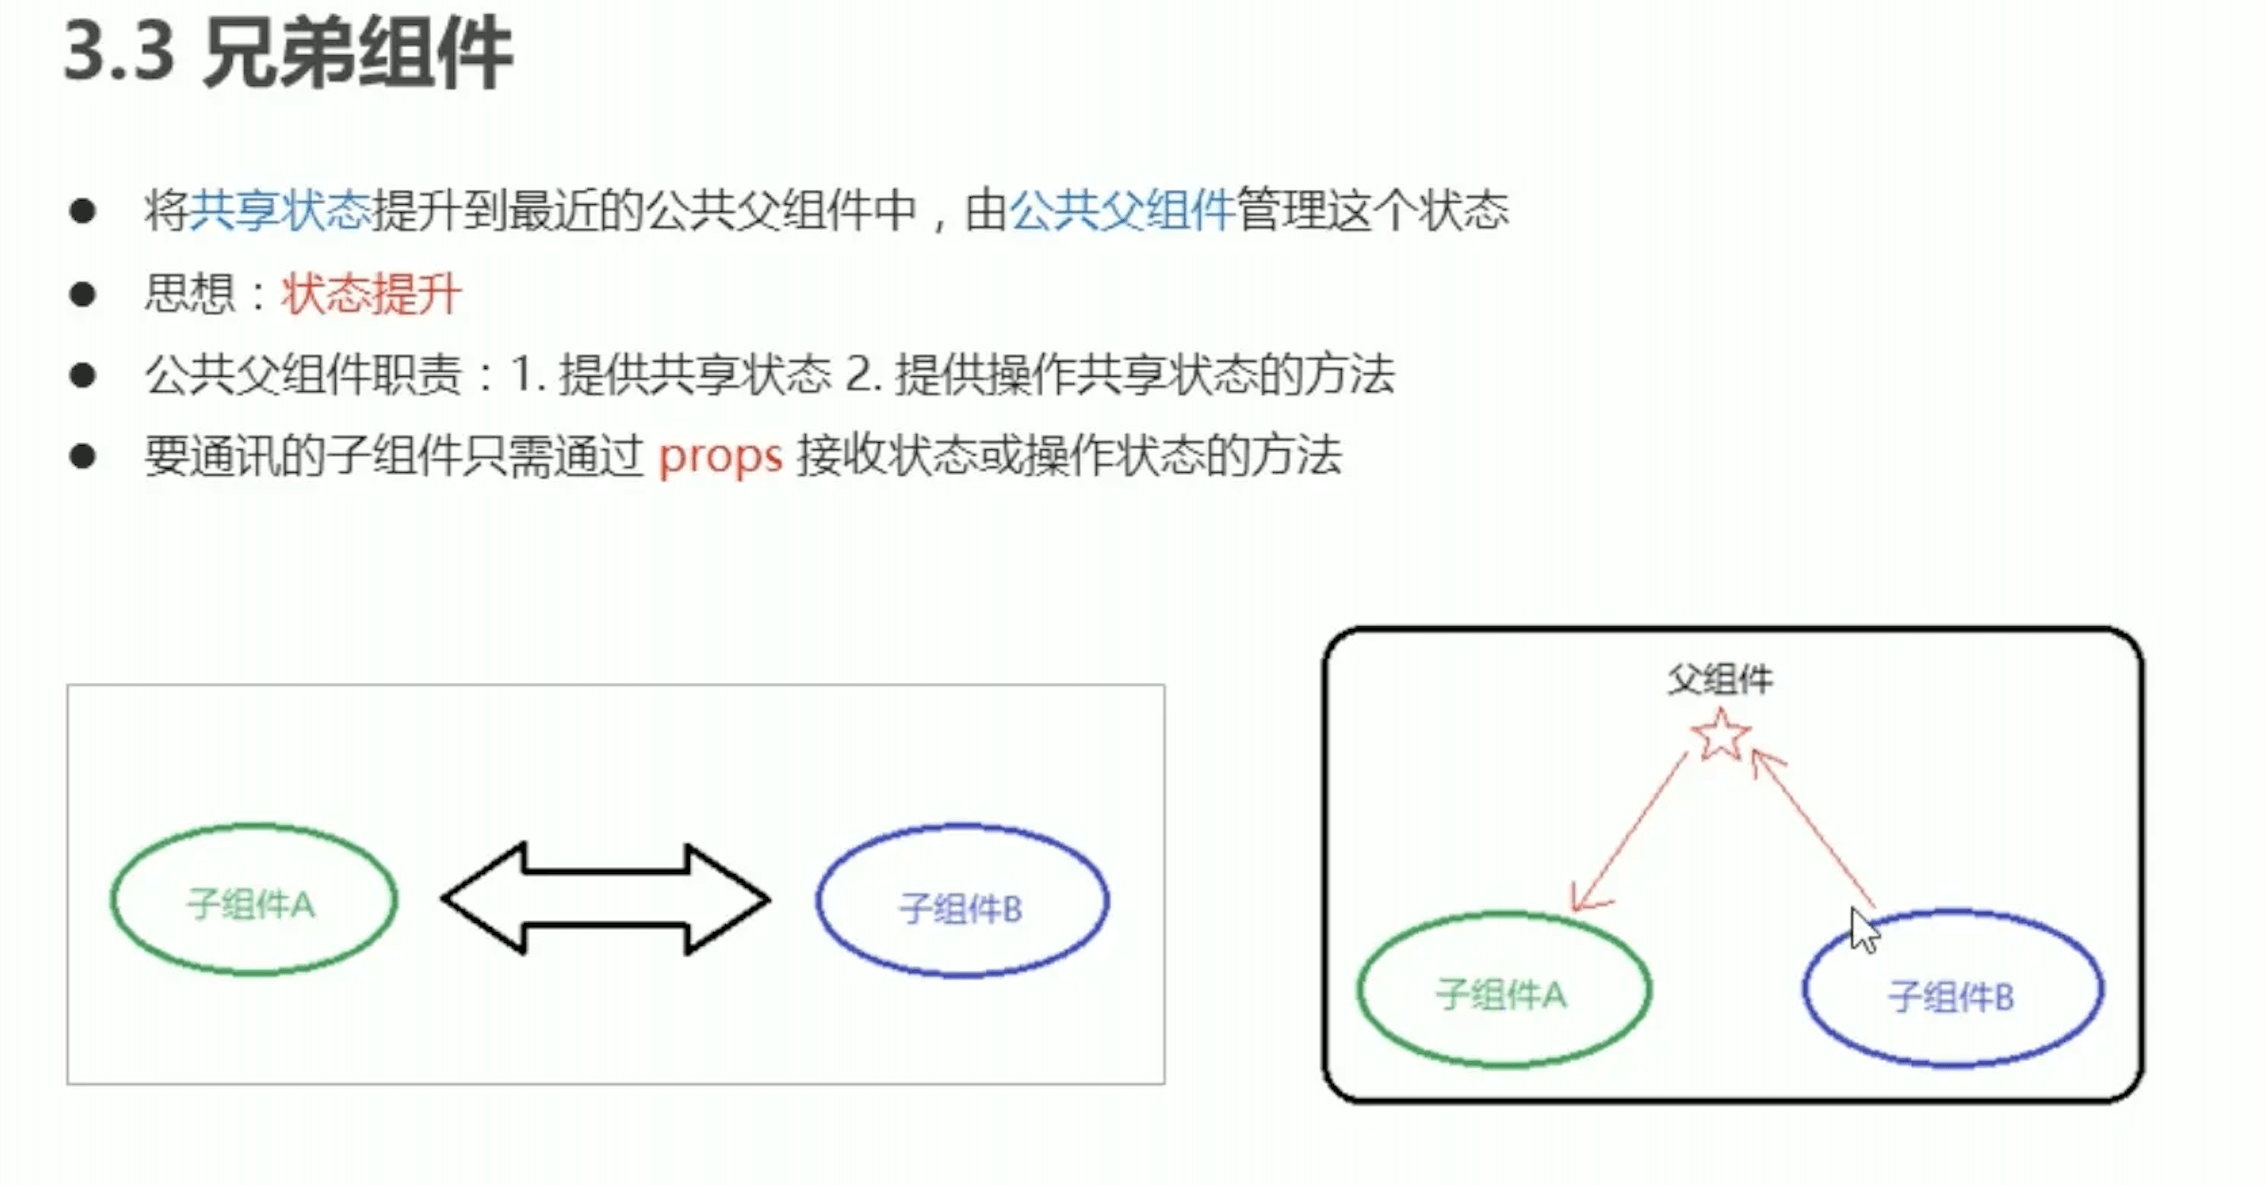 3.3 兄弟组件
将共享状态提升到最近的公共父组件中，由公共父组件管理这个状态
思想：状态提升
公共父组件职责：1. 提供共享状态 2. 提供操作共享状态的方法
要通讯的子组件只需通过 props 接收状态或操作状态的方法
子组件A
子组件B
父组件
子组件A
子组件B